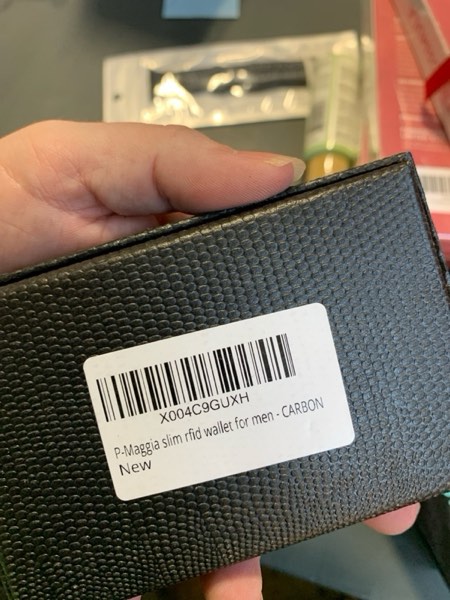 X004C9GUXH
P-Maggia slim rfid wallet for men - CARBON
New